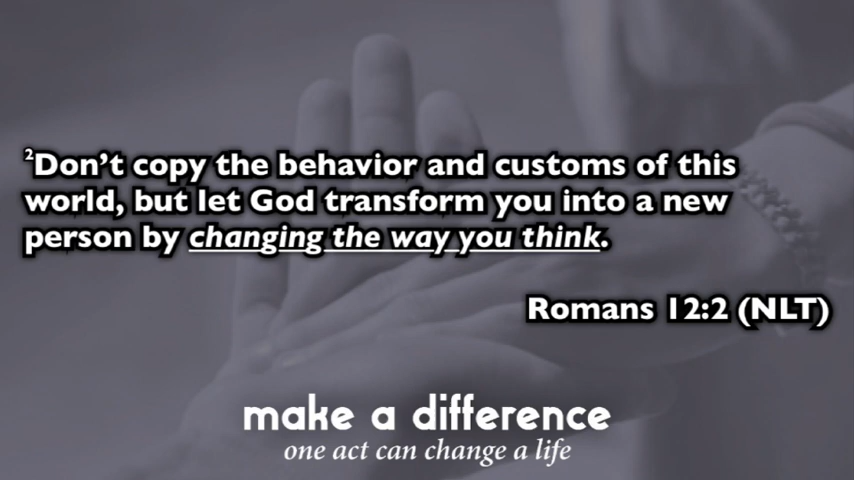 ²Don’t copy the behavior and customs of this
world, but let God transform you into a new
person by changing the way you think.
Romans 12:2 (NLT)
make a difference
one act can change a life